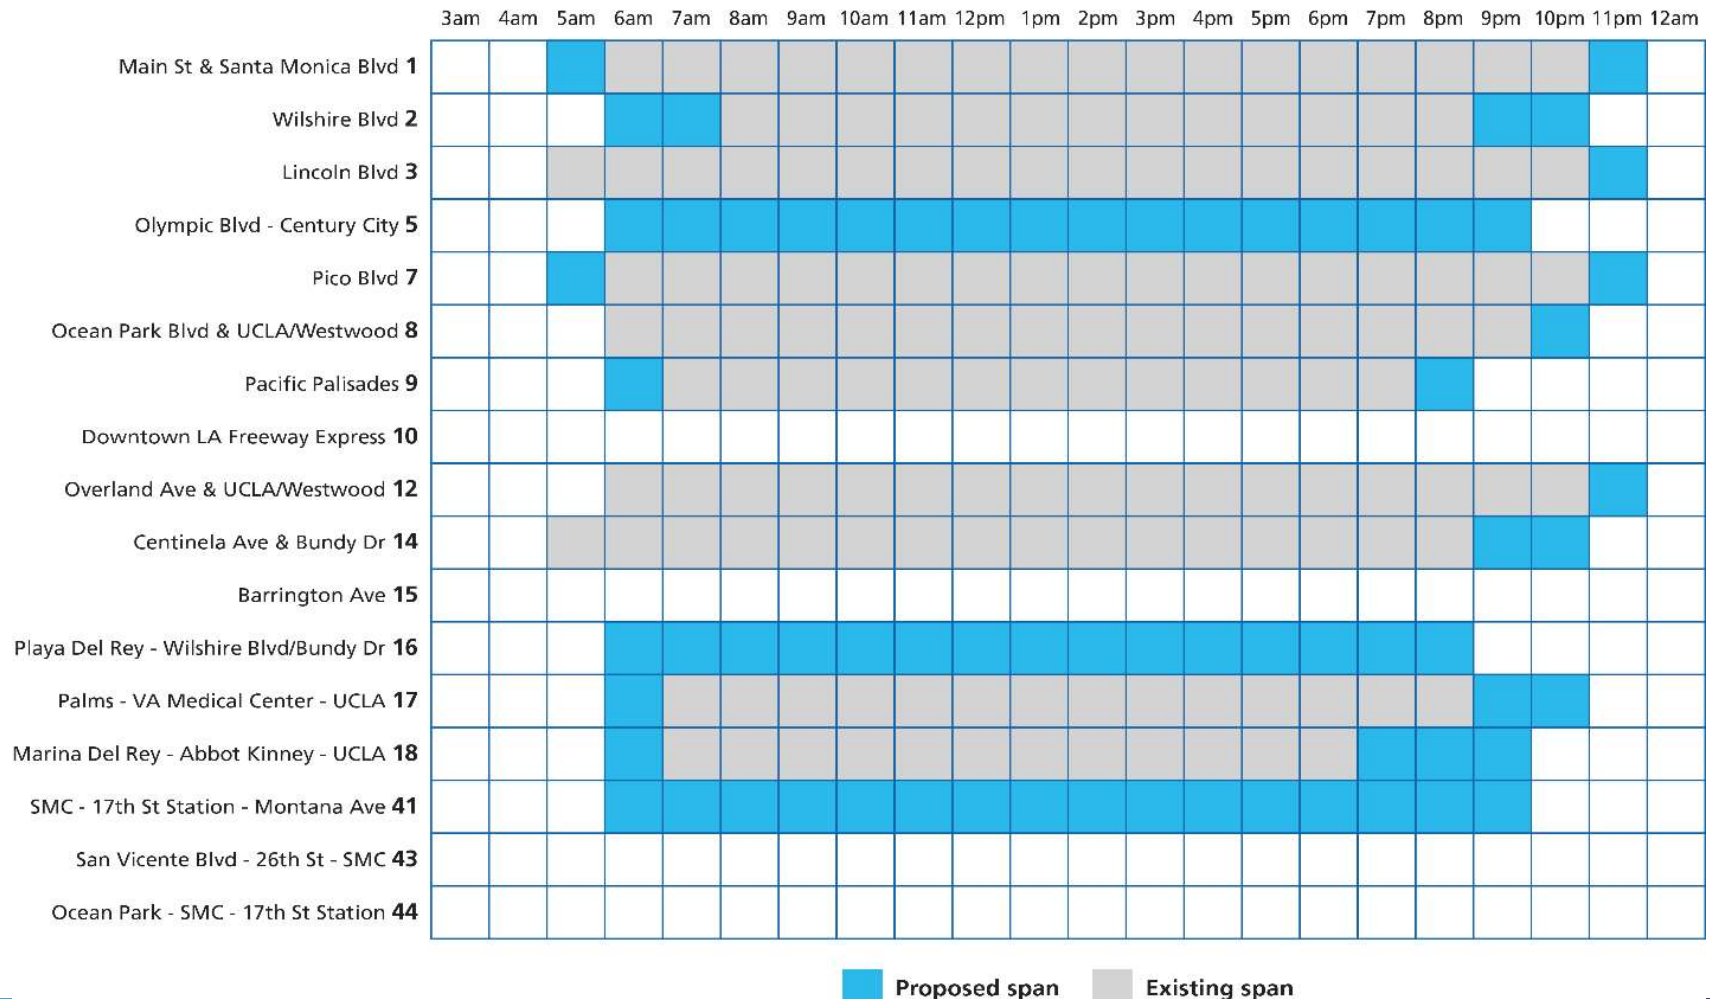 3am 4am 5am 6am 7am 8am 9am 10am 11am 12pm 1pm 2pm 3pm 4pm 5pm 6pm 7pm 8pm 9pm 10pm 11pm 12am
Main St & Santa Monica Blvd 1
Wilshire Blvd 2
Lincoln Blvd 3
Olympic Blvd - Century City 5
Pico Blvd 7
Ocean Park Blvd & UCLA/Westwood 8
Pacific Palisades 9
Downtown LA Freeway Express 10
Overland Ave & UCLA/Westwood 12
Centinela Ave & Bundy Dr 14
Barrington Ave 15
Playa Del Rey - Wilshire Blvd/Bundy Dr 16
Palms - VA Medical Center - UCLA 17
Marina Del Rey - Abbot Kinney - UCLA 18
SMC - 17th St Station - Montana Ave 41
San Vicente Blvd - 26th St - SMC 43
Ocean Park - SMC - 17th St Station 44
Proposed span Existing span